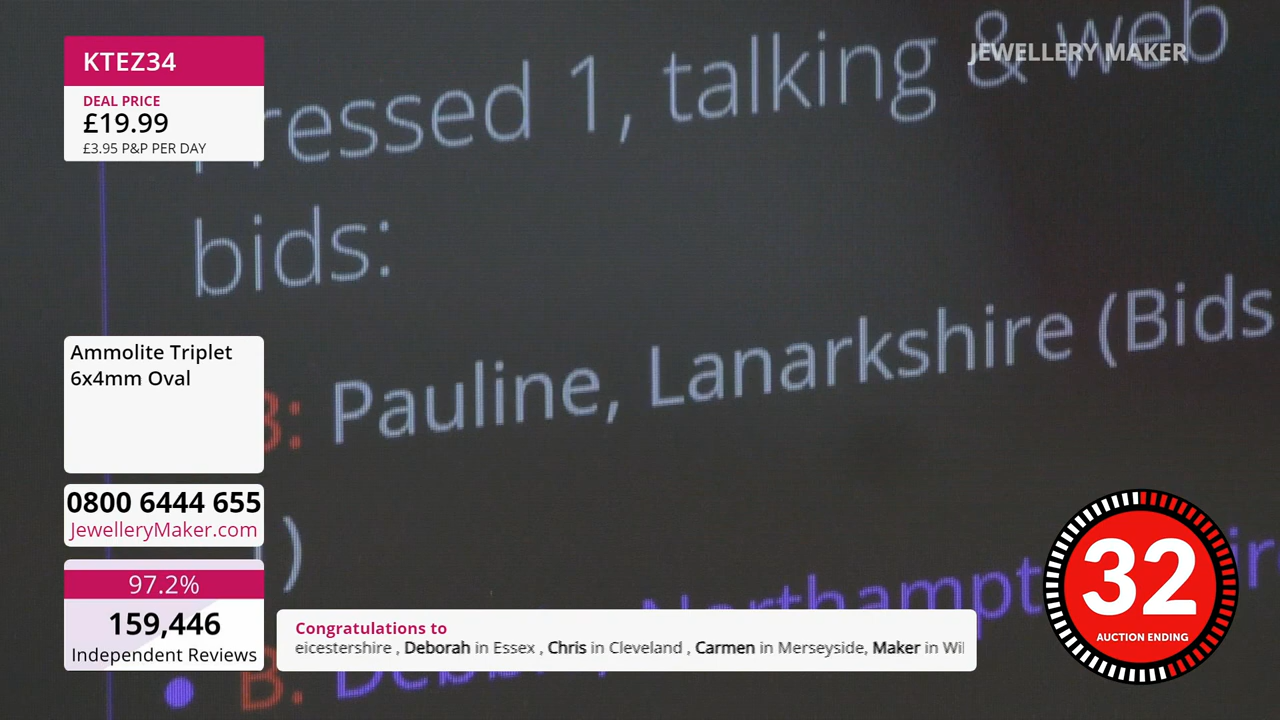 KTEZ34
DEAL PRICE
£19.99
£3.95 P&P PER DAY
JEWELLERY MAKER
ressed 1, talking & web
bids:
B: Pauline, Lanarkshire (Bids
)
Ammolite Triplet
6x4mm Oval
0800 6444 655
JewelleryMaker.com
97.2%
159,446
Independent Reviews
Congratulations to
eicestershire , Deborah in Essex , Chris in Cleveland , Carmen in Merseyside, Maker in Wil
32
AUCTION ENDING
B: